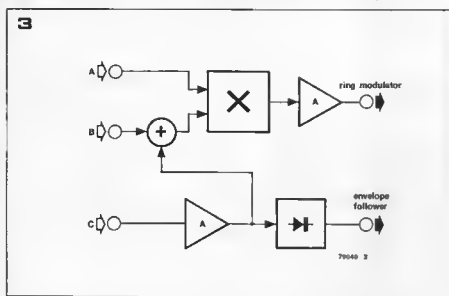 3
A
B
+
×
A
ring modulator
C
A
envelope
follower
79040 3